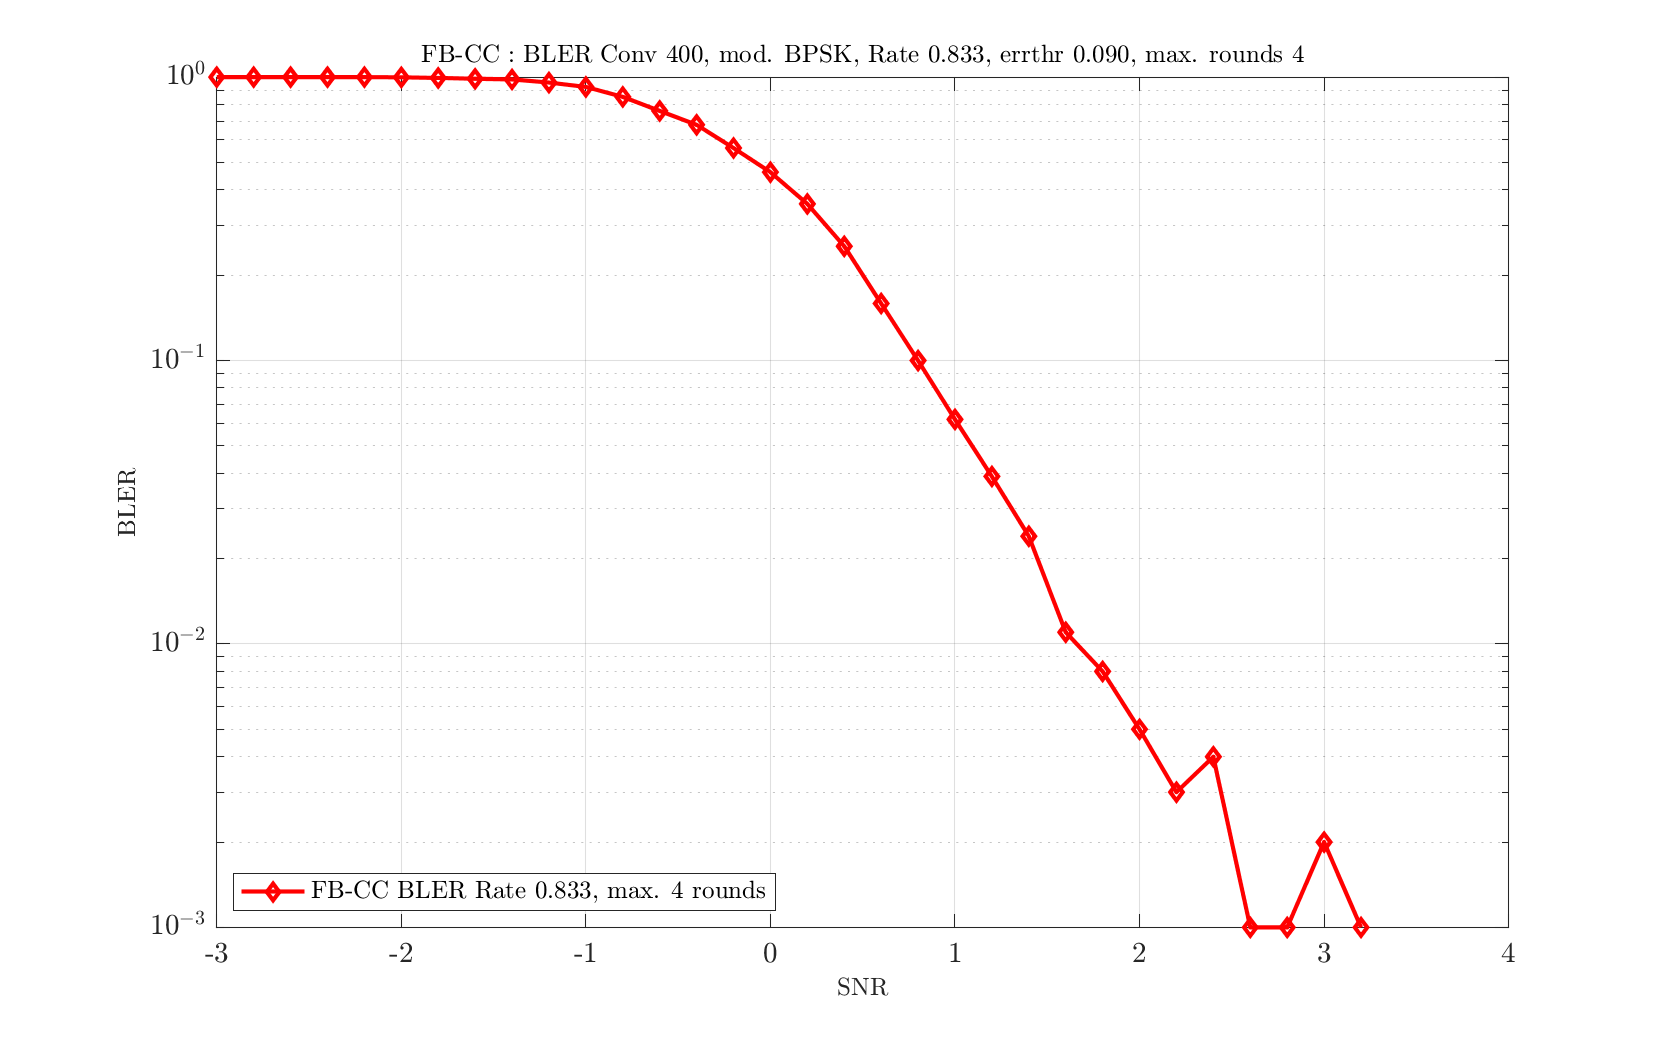 FB-CC : BLER Conv 400, mod. BPSK, Rate 0.833, errthr 0.090, max. rounds 4
10^0
10^-1
10^-2
10^-3
BLER
FB-CC BLER Rate 0.833, max. 4 rounds
-3 -2 -1 0 1 2 3 4
SNR